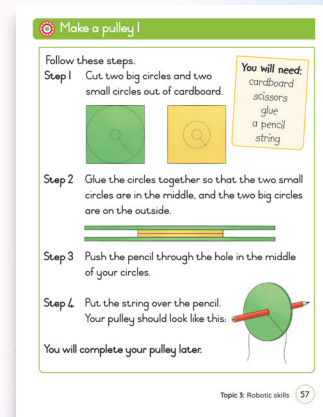 Make a pulley 1
Follow these steps.
Step 1 Cut two big circles and two
small circles out of cardboard.
You will need:
cardboard
scissors
glue
a pencil
string
Step 2 Glue the circles together so that the two small
circles are in the middle, and the two big circles
are on the outside.
Step 3 Push the pencil through the hole in the middle
of your circles.
Step 4 Put the string over the pencil.
Your pulley should look like this:
You will complete your pulley later.
Topic 3: Robotic skills 57